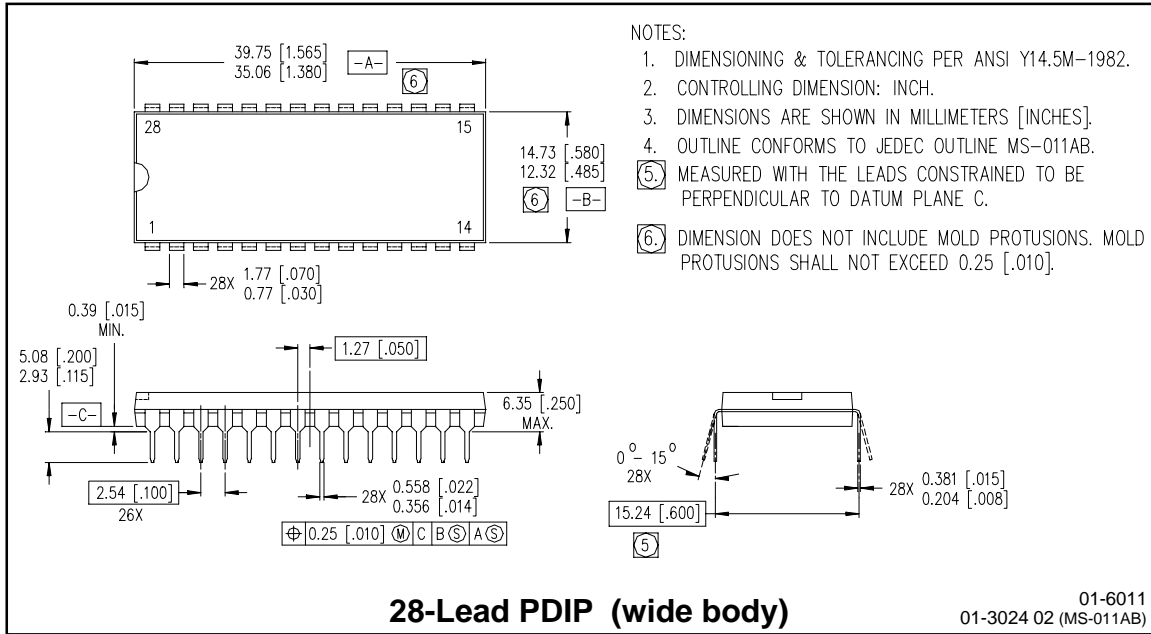 39.75 [1.565]
35.06 [1.380]
-A-
6
28
15
1
14
14.73 [.580]
12.32 [.485]
6
-B-
28X 1.77 [.070]
0.77 [.030]
NOTES:
1. DIMENSIONING & TOLERANCING PER ANSI Y14.5M-1982.
2. CONTROLLING DIMENSION: INCH.
3. DIMENSIONS ARE SHOWN IN MILLIMETERS [INCHES].
4. OUTLINE CONFORMS TO JEDEC OUTLINE MS-011AB.
5. MEASURED WITH THE LEADS CONSTRAINED TO BE
PERPENDICULAR TO DATUM PLANE C.
6. DIMENSION DOES NOT INCLUDE MOLD PROTUSIONS. MOLD
PROTUSIONS SHALL NOT EXCEED 0.25 [.010].
0.39 [.015]
MIN.
5.08 [.200]
2.93 [.115]
-C-
1.27 [.050]
6.35 [.250]
MAX.
2.54 [.100]
26X
28X 0.558 [.022]
0.356 [.014]
⌖ 0.25 [.010] Ⓜ C B Ⓢ A Ⓢ
0° - 15°
28X
15.24 [.600]
5
28X 0.381 [.015]
0.204 [.008]
28-Lead PDIP (wide body)
01-6011
01-3024 02 (MS-011AB)